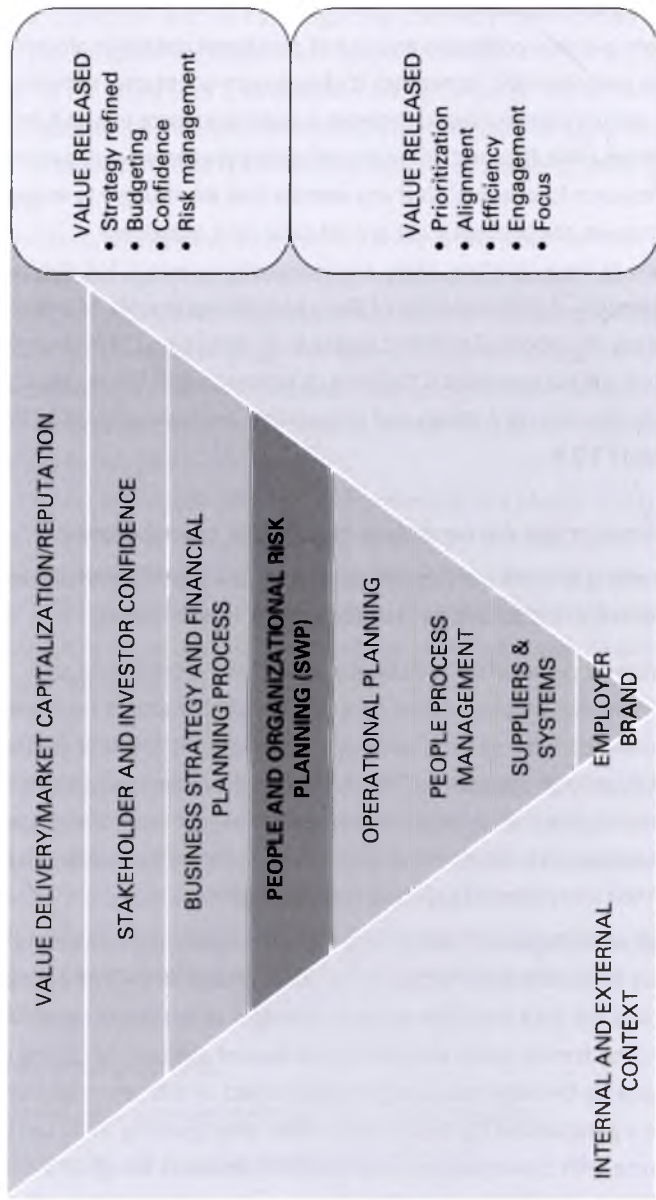 VALUE DELIVERY/MARKET CAPITALIZATION/REPUTATION
STAKEHOLDER AND INVESTOR CONFIDENCE
BUSINESS STRATEGY AND FINANCIAL
PLANNING PROCESS
PEOPLE AND ORGANIZATIONAL RISK
PLANNING (SWP)
OPERATIONAL PLANNING
PEOPLE PROCESS
MANAGEMENT
SUPPLIERS &
SYSTEMS
EMPLOYER
BRAND
INTERNAL AND EXTERNAL
CONTEXT
VALUE RELEASED
• Strategy refined
• Budgeting
• Confidence
• Risk management
VALUE RELEASED
• Prioritization
• Alignment
• Efficiency
• Engagement
• Focus